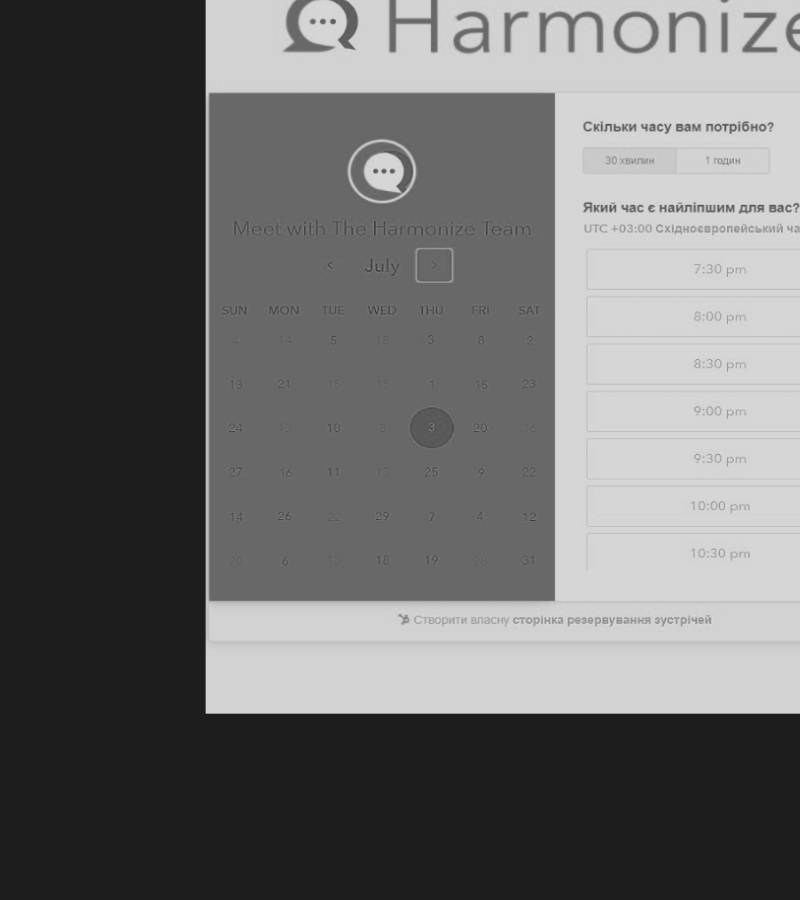 Harmonize
Meet with The Harmonize Team
< July >
SUN MON TUE WED THU FRI SAT
4 14 5 18 3 8 2
13 21 15 15 1 15 23
24 13 10 8 3 20 16
27 16 11 13 25 9 22
14 26 22 29 7 4 12
20 6 13 18 19 28 31
Скільки часу вам потрібно?
30 хвилин 1 годин
Який час є найліпшим для вас?
UTC +03:00 Східноєвропейський ча
7:30 pm
8:00 pm
8:30 pm
9:00 pm
9:30 pm
10:00 pm
10:30 pm
Створити власну сторінка резервування зустрічей